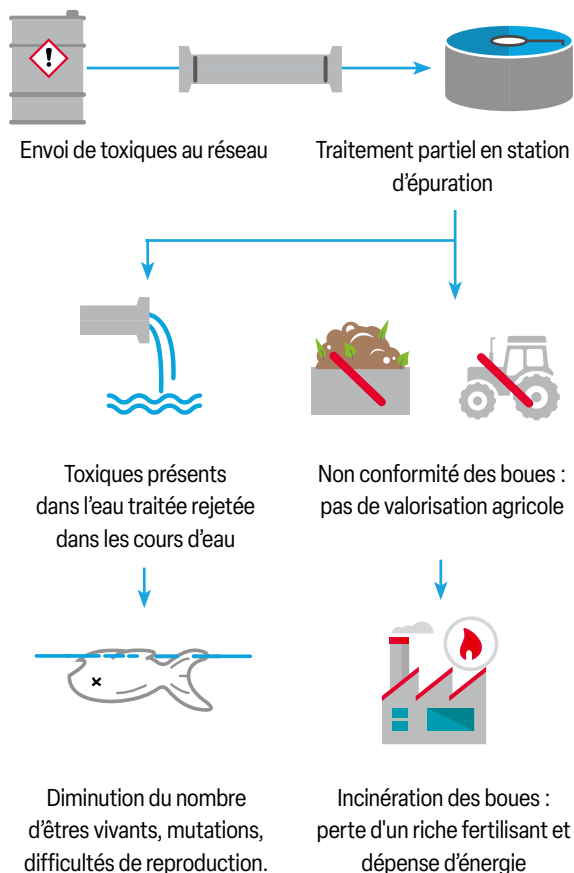 !
Envoi de toxiques au réseau
Traitement partiel en station
d'épuration
Toxiques présents
dans l'eau traitée rejetée
dans les cours d'eau
Non conformité des boues :
pas de valorisation agricole
Diminution du nombre
d'êtres vivants, mutations,
difficultés de reproduction.
Incinération des boues :
perte d'un riche fertilisant et
dépense d'énergie